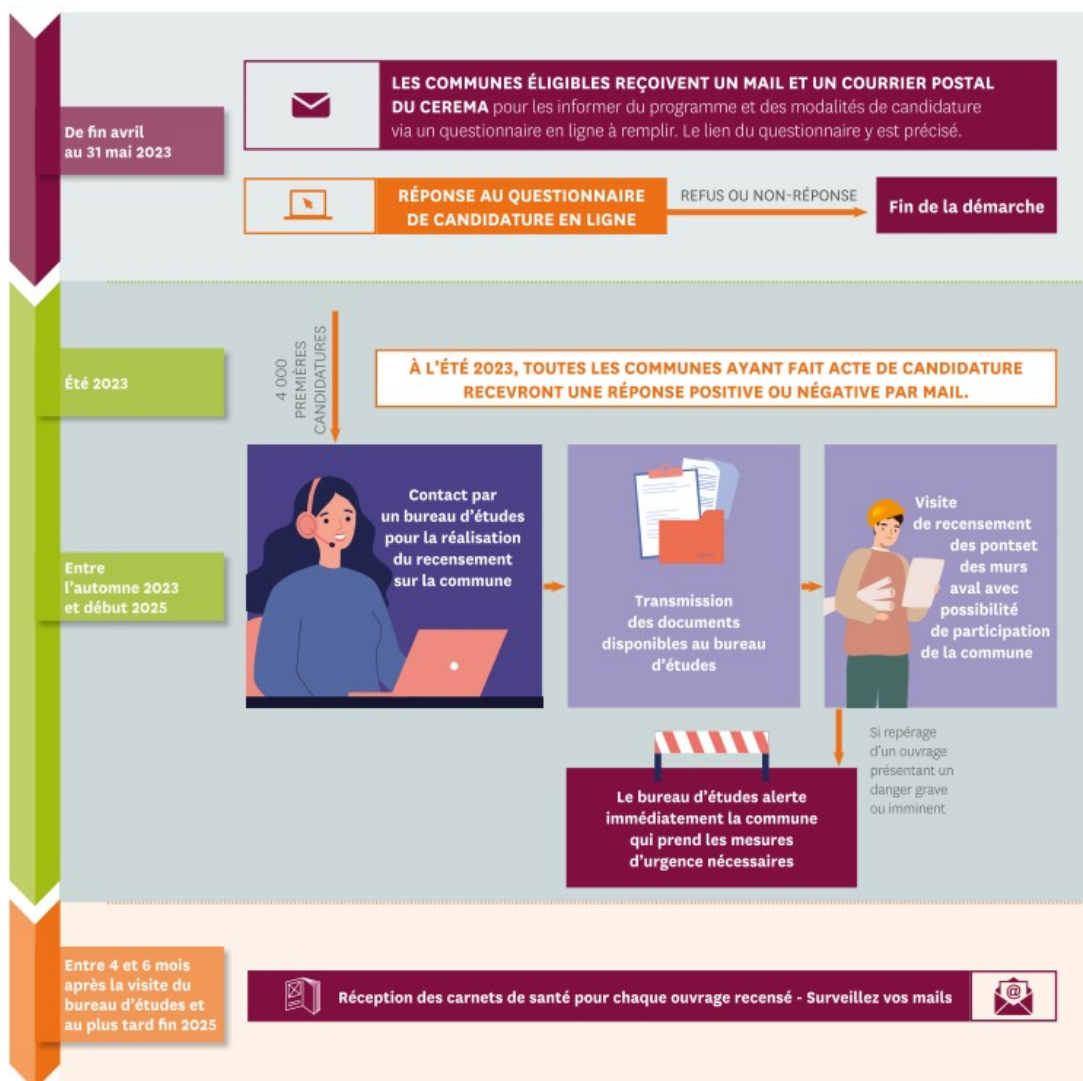 De fin avril
au 31 mai 2023
LES COMMUNES ÉLIGIBLES REÇOIVENT UN MAIL ET UN COURRIER POSTAL
DU CEREMA pour les informer du programme et des modalités de candidature
via un questionnaire en ligne à remplir. Le lien du questionnaire y est précisé.
RÉPONSE AU QUESTIONNAIRE
DE CANDIDATURE EN LIGNE
REFUS OU NON-RÉPONSE
Fin de la démarche
Été 2023
4 000
PREMIÈRES
CANDIDATURES
À L'ÉTÉ 2023, TOUTES LES COMMUNES AYANT FAIT ACTE DE CANDIDATURE
RECEVRONT UNE RÉPONSE POSITIVE OU NÉGATIVE PAR MAIL.
Entre
l'automne 2023
et début 2025
Contact par
un bureau d'études
pour la réalisation
du recensement
sur la commune
Transmission
des documents
disponibles au bureau
d'études
Visite
de recensement
des pontset
des murs
aval avec
possibilité
de participation
de la commune
Si repérage
d'un ouvrage
présentant un
danger grave
ou imminent
Le bureau d'études alerte
immédiatement la commune
qui prend les mesures
d'urgence nécessaires
Entre 4 et 6 mois
après la visite du
bureau d'études et
au plus tard fin 2025
Réception des carnets de santé pour chaque ouvrage recensé - Surveillez vos mails
@